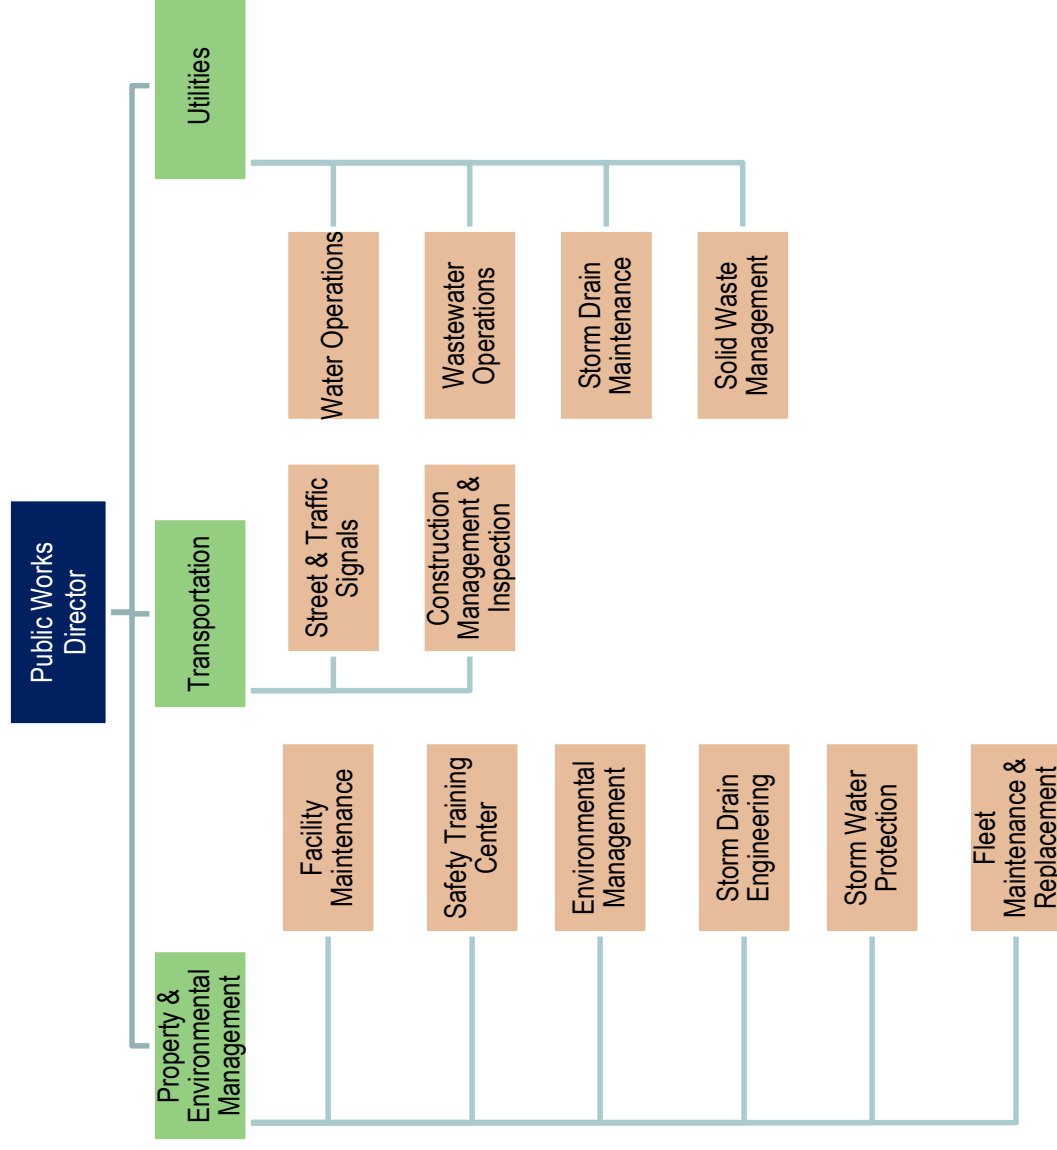 Public Works
Director
Property &
Environmental
Management
Facility
Maintenance
Safety Training
Center
Environmental
Management
Storm Drain
Engineering
Storm Water
Protection
Fleet
Maintenance &
Replacement
Transportation
Street & Traffic
Signals
Construction
Management &
Inspection
Utilities
Water Operations
Wastewater
Operations
Storm Drain
Maintenance
Solid Waste
Management